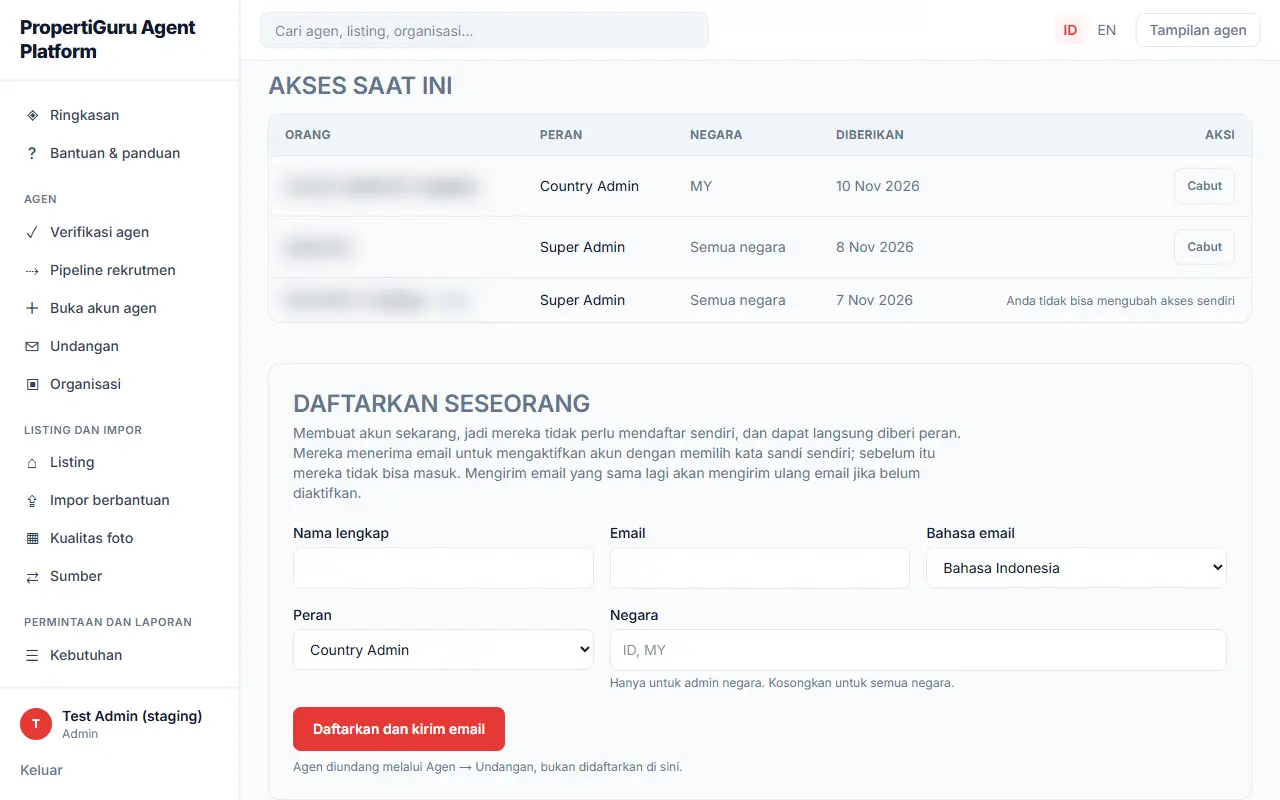 PropertiGuru Agent
Platform
Cari agen, listing, organisasi...
ID
EN
Tampilan agen
Ringkasan
? Bantuan & panduan
AGEN
Verifikasi agen
Pipeline rekrutmen
Buka akun agen
Undangan
Organisasi
LISTING DAN IMPOR
Listing
Impor berbantuan
Kualitas foto
Sumber
PERMINTAAN DAN LAPORAN
Kebutuhan
T
Test Admin (staging)
Admin
Keluar
AKSES SAAT INI
ORANG PERAN NEGARA DIBERIKAN AKSI
Country Admin MY 10 Nov 2026 Cabut
Super Admin Semua negara 8 Nov 2026 Cabut
Super Admin Semua negara 7 Nov 2026 Anda tidak bisa mengubah akses sendiri
DAFTARKAN SESEORANG
Membuat akun sekarang, jadi mereka tidak perlu mendaftar sendiri, dan dapat langsung diberi peran.
Mereka menerima email untuk mengaktifkan akun dengan memilih kata sandi sendiri; sebelum itu
mereka tidak bisa masuk. Mengirim email yang sama lagi akan mengirim ulang email jika belum
diaktifkan.
Nama lengkap Email Bahasa email
Bahasa Indonesia
Peran Negara
Country Admin ID, MY
Hanya untuk admin negara. Kosongkan untuk semua negara.
Daftarkan dan kirim email
Agen diundang melalui Agen → Undangan, bukan didaftarkan di sini.